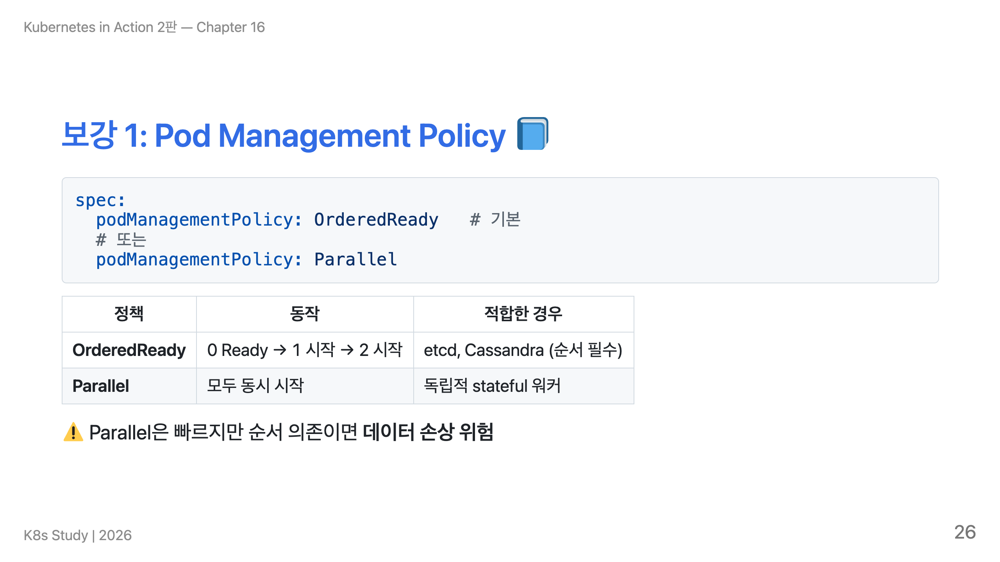 Kubernetes in Action 2판 — Chapter 16
보강 1: Pod Management Policy 📘
spec:
  podManagementPolicy: OrderedReady   # 기본
  # 또는
  podManagementPolicy: Parallel
정책 동작 적합한 경우
OrderedReady 0 Ready → 1 시작 → 2 시작 etcd, Cassandra (순서 필수)
Parallel 모두 동시 시작 독립적 stateful 워커
⚠️ Parallel은 빠르지만 순서 의존이면 데이터 손상 위험
K8s Study | 2026
26